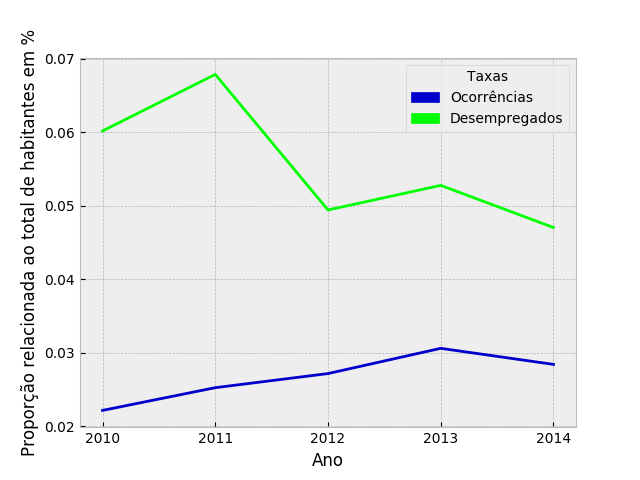 Proporção relacionada ao total de habitantes em %
0.07
0.06
0.05
0.04
0.03
0.02
Taxas
Ocorrências
Desempregados
2010 2011 2012 2013 2014
Ano